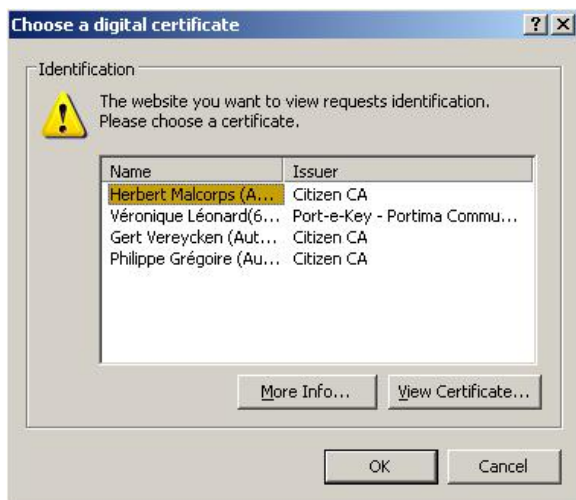 Choose a digital certificate
Identification
The website you want to view requests identification.
Please choose a certificate.
Name Issuer
Herbert Malcorps (A... Citizen CA
Véronique Léonard(6... Port-e-Key - Portima Commu...
Gert Vereycken (Aut... Citizen CA
Philippe Grégoire (Au... Citizen CA
More Info... View Certificate...
OK Cancel